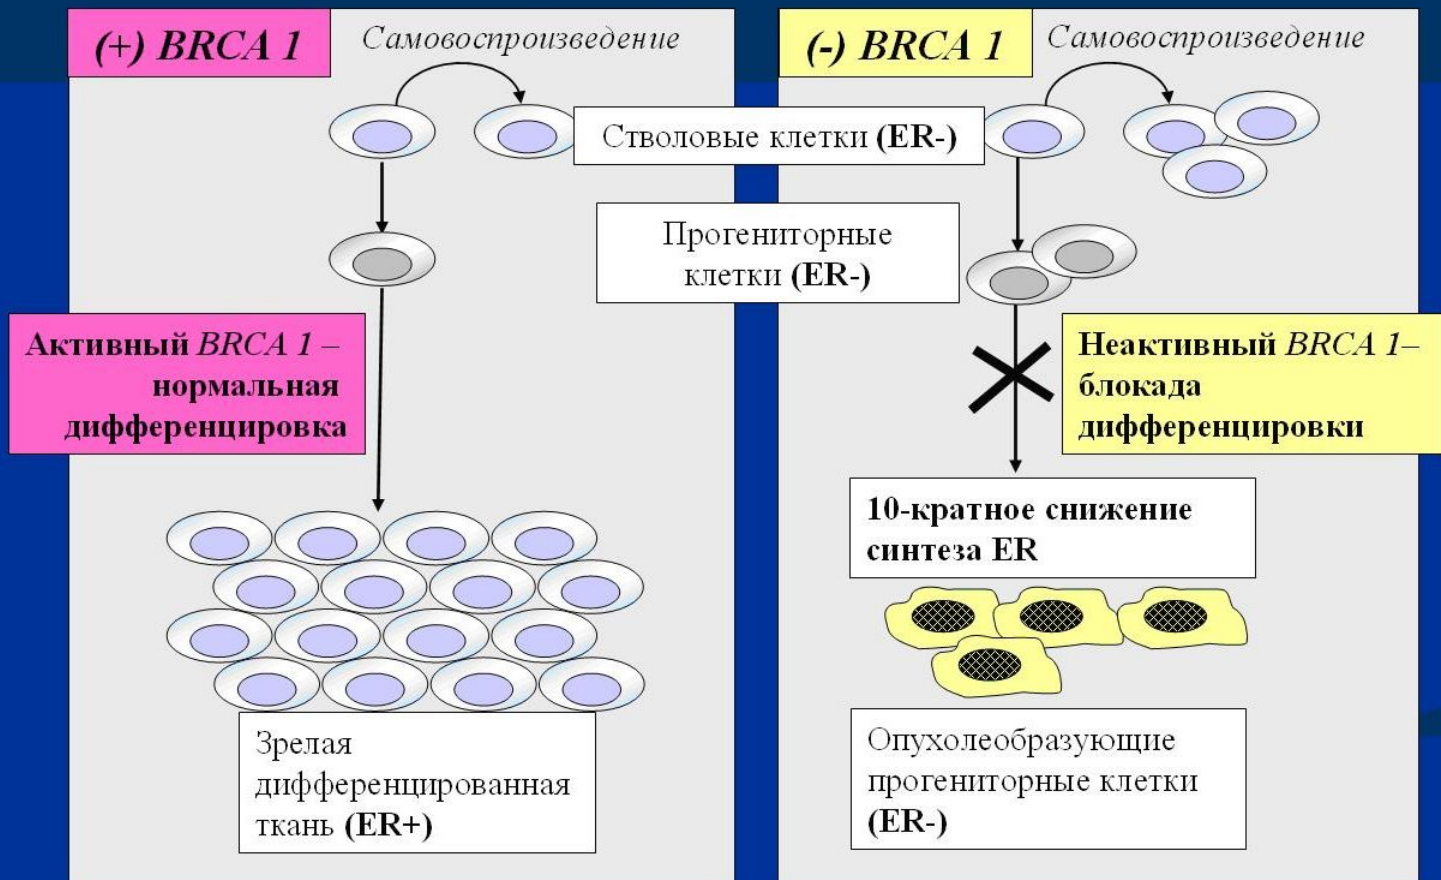 (+) BRCA 1
Самовоспроизведение
(-) BRCA 1
Самовоспроизведение
Стволовые клетки (ER-)
Прогениторные
клетки (ER-)
Активный BRCA 1 –
нормальная
дифференцировка
Неактивный BRCA 1–
блокада
дифференцировки
10-кратное снижение
синтеза ER
Зрелая
дифференцированная
ткань (ER+)
Опухолеобразующие
прогениторные клетки
(ER-)